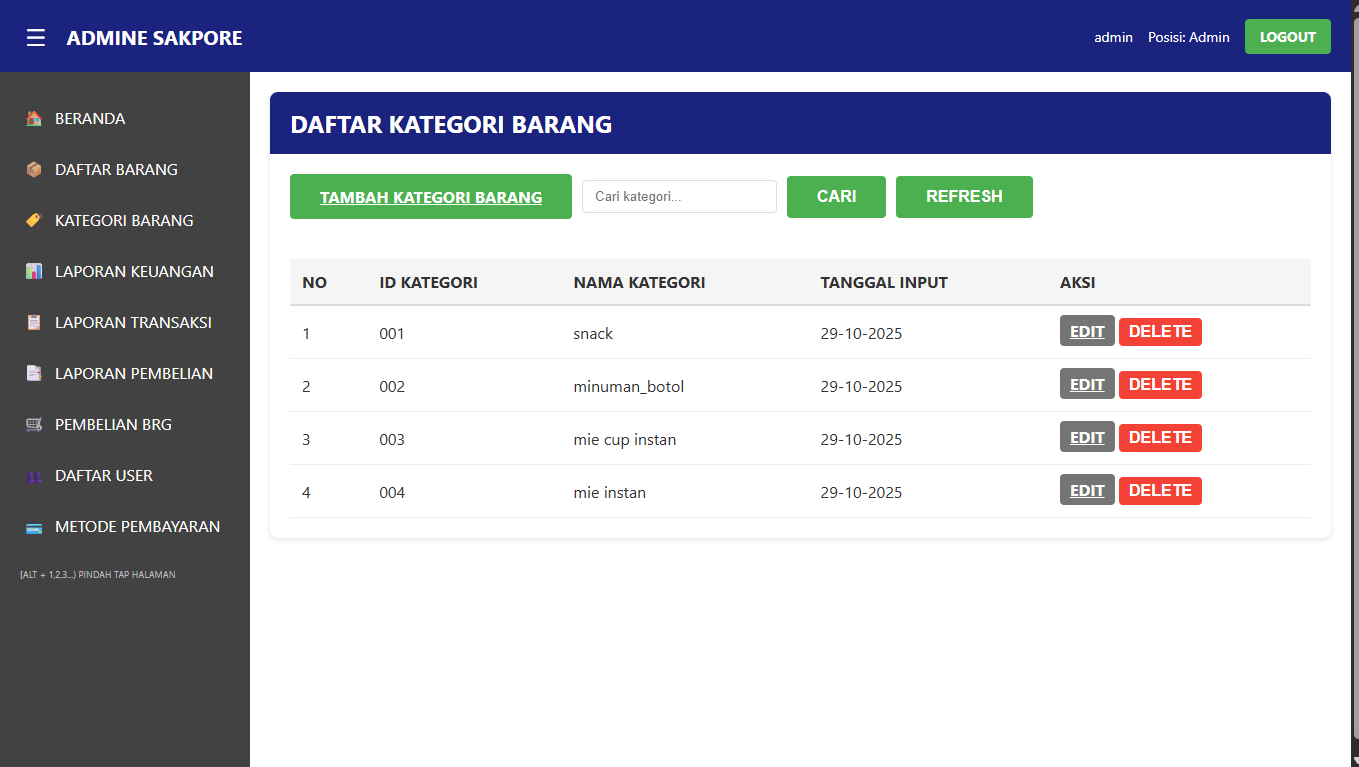 ☰ ADMINE SAKPORE
admin Posisi: Admin LOGOUT
BERANDA
DAFTAR BARANG
KATEGORI BARANG
LAPORAN KEUANGAN
LAPORAN TRANSAKSI
LAPORAN PEMBELIAN
PEMBELIAN BRG
DAFTAR USER
METODE PEMBAYARAN
[ALT + 1,2,3...) PINDAH TAP HALAMAN
DAFTAR KATEGORI BARANG
TAMBAH KATEGORI BARANG Cari kategori... CARI REFRESH
NO ID KATEGORI NAMA KATEGORI TANGGAL INPUT AKSI
1 001 snack 29-10-2025 EDIT DELETE
2 002 minuman_botol 29-10-2025 EDIT DELETE
3 003 mie cup instan 29-10-2025 EDIT DELETE
4 004 mie instan 29-10-2025 EDIT DELETE